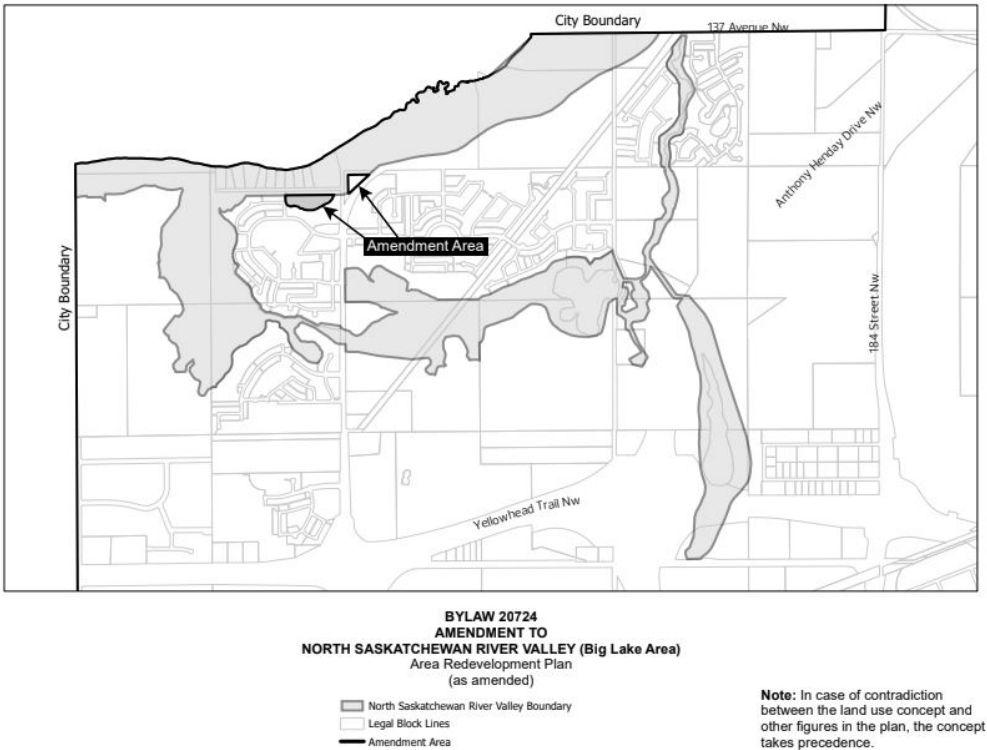 City Boundary
137 Avenue Nw
Anthony Henday Drive Nw
Amendment Area
City Boundary
184 Street Nw
Yellowhead Trail Nw
BYLAW 20724
AMENDMENT TO
NORTH SASKATCHEWAN RIVER VALLEY (Big Lake Area)
Area Redevelopment Plan
(as amended)
North Saskatchewan River Valley Boundary
Legal Block Lines
Amendment Area
Note: In case of contradiction
between the land use concept and
other figures in the plan, the concept
takes precedence.